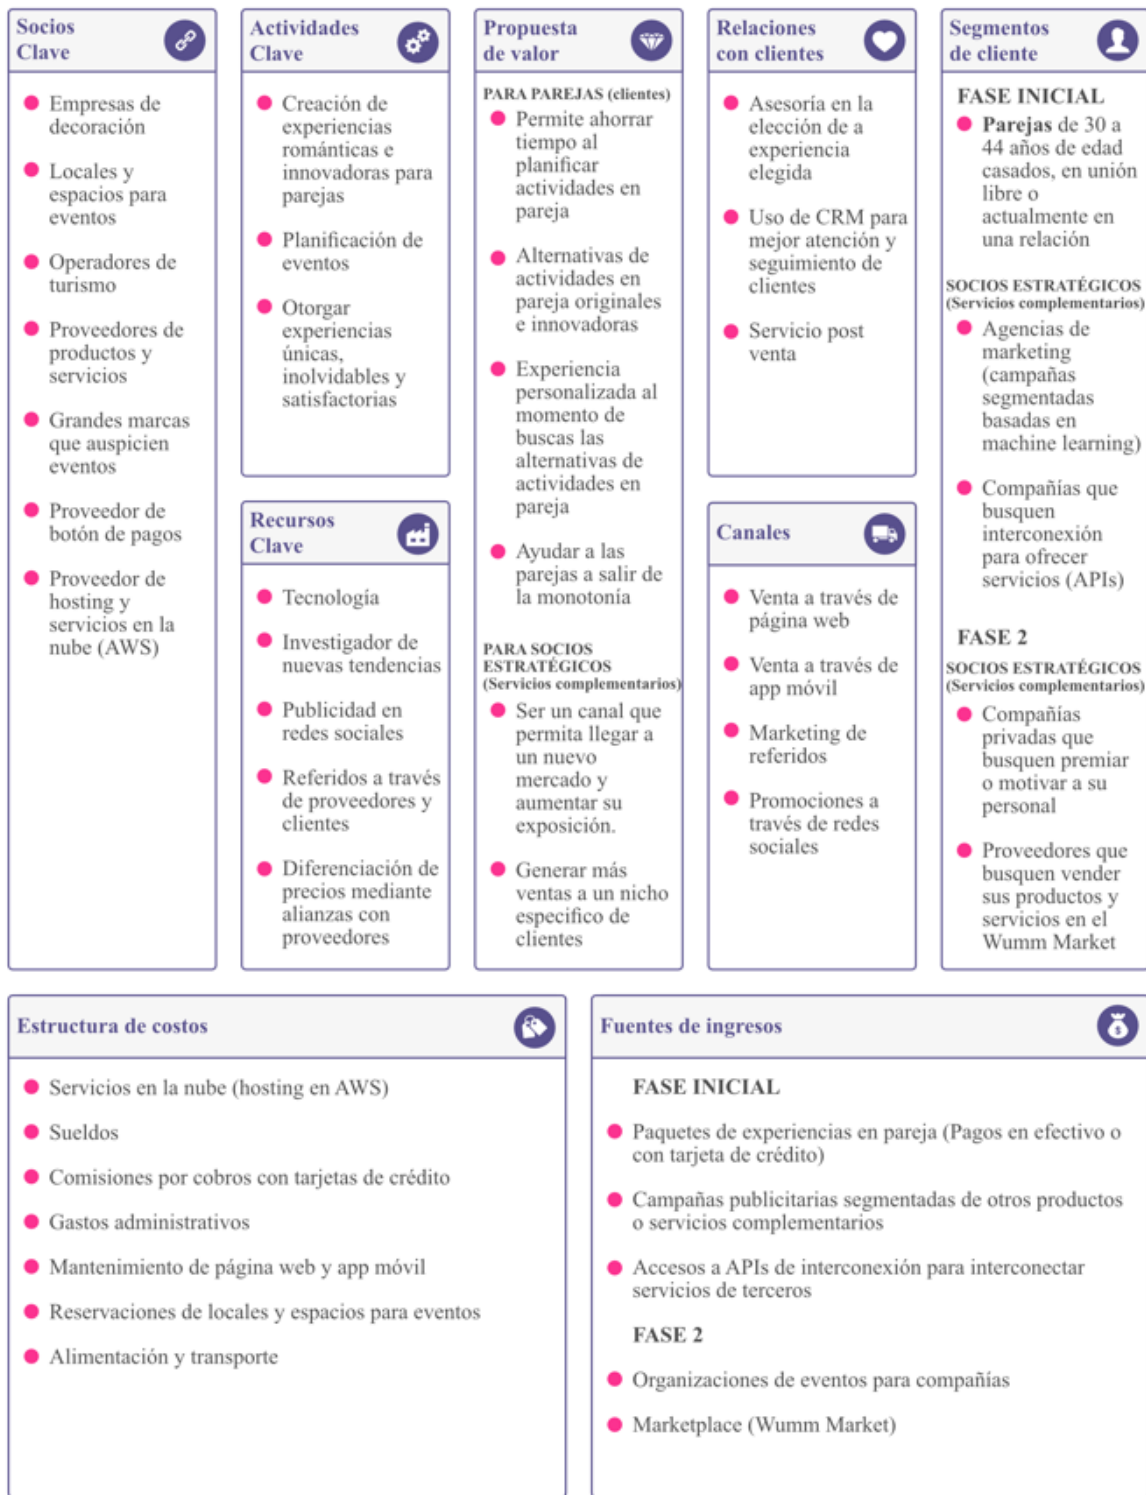 Socios
Clave
Empresas de
decoración
Locales y
espacios para
eventos
Operadores de
turismo
Proveedores de
productos y
servicios
Grandes marcas
que auspicien
eventos
Proveedor de
botón de pagos
Proveedor de
hosting y
servicios en la
nube (AWS)
Actividades
Clave
Creación de
experiencias
románticas e
innovadoras para
parejas
Planificación de
eventos
Otorgar
experiencias
únicas,
inolvidables y
satisfactorias
Recursos
Clave
Tecnología
Investigador de
nuevas tendencias
Publicidad en
redes sociales
Referidos a través
de proveedores y
clientes
Diferenciación de
precios mediante
alianzas con
proveedores
Propuesta
de valor
PARA PAREJAS (clientes)
Permite ahorrar
tiempo al
planificar
actividades en
pareja
Alternativas de
actividades en
pareja originales
e innovadoras
Experiencia
personalizada al
momento de
buscas las
alternativas de
actividades en
pareja
Ayudar a las
parejas a salir de
la monotonía
PARA SOCIOS
ESTRATÉGICOS
(Servicios complementarios)
Ser un canal que
permita llegar a
un nuevo
mercado y
aumentar su
exposición.
Generar más
ventas a un nicho
especifico de
clientes
Relaciones
con clientes
Asesoría en la
elección de a
experiencia
elegida
Uso de CRM para
mejor atención y
seguimiento de
clientes
Servicio post
venta
Canales
Venta a través de
página web
Venta a través de
app móvil
Marketing de
referidos
Promociones a
través de redes
sociales
Segmentos
de cliente
FASE INICIAL
Parejas de 30 a
44 años de edad
casados, en unión
libre o
actualmente en
una relación
SOCIOS ESTRATÉGICOS
(Servicios complementarios)
Agencias de
marketing
(campañas
segmentadas
basadas en
machine learning)
Compañías que
busquen
interconexión
para ofrecer
servicios (APIs)
FASE 2
SOCIOS ESTRATÉGICOS
(Servicios complementarios)
Compañías
privadas que
busquen premiar
o motivar a su
personal
Proveedores que
busquen vender
sus productos y
servicios en el
Wumm Market
Estructura de costos
Servicios en la nube (hosting en AWS)
Sueldos
Comisiones por cobros con tarjetas de crédito
Gastos administrativos
Mantenimiento de página web y app móvil
Reservaciones de locales y espacios para eventos
Alimentación y transporte
Fuentes de ingresos
FASE INICIAL
Paquetes de experiencias en pareja (Pagos en efectivo o
con tarjeta de crédito)
Campañas publicitarias segmentadas de otros productos
o servicios complementarios
Accesos a APIs de interconexión para interconectar
servicios de terceros
FASE 2
Organizaciones de eventos para compañías
Marketplace (Wumm Market)